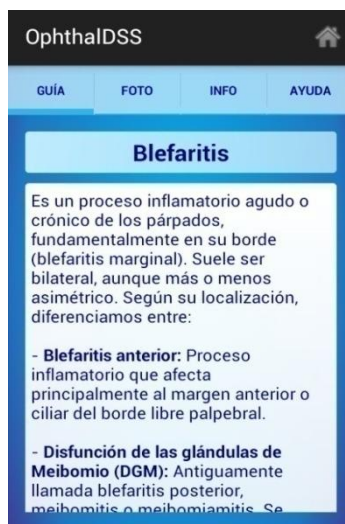 OphthalDSS
GUÍA FOTO INFO AYUDA
Blefaritis
Es un proceso inflamatorio agudo o
crónico de los párpados,
fundamentalmente en su borde
(blefaritis marginal). Suele ser
bilateral, aunque más o menos
asimétrico. Según su localización,
diferenciamos entre:
- Blefaritis anterior: Proceso
inflamatorio que afecta
principalmente al margen anterior o
ciliar del borde libre palpebral.
- Disfunción de las glándulas de
Meibomio (DGM): Antiguamente
llamada blefaritis posterior,
meibomitis o meibomiamitis. Se